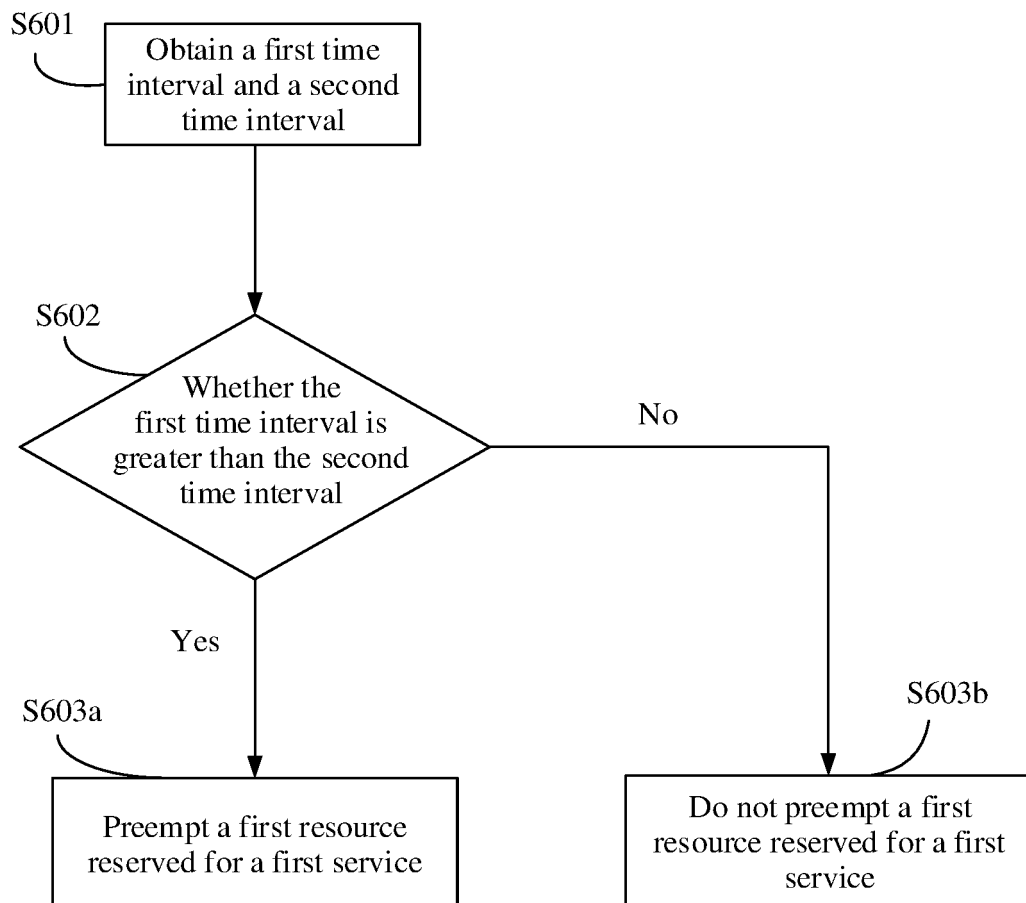 S601
Obtain a first time
interval and a second
time interval
S602
Whether the
first time interval is
greater than the second
time interval
No
Yes
S603a
S603b
Preempt a first resource
reserved for a first service
Do not preempt a first
resource reserved for a first
service